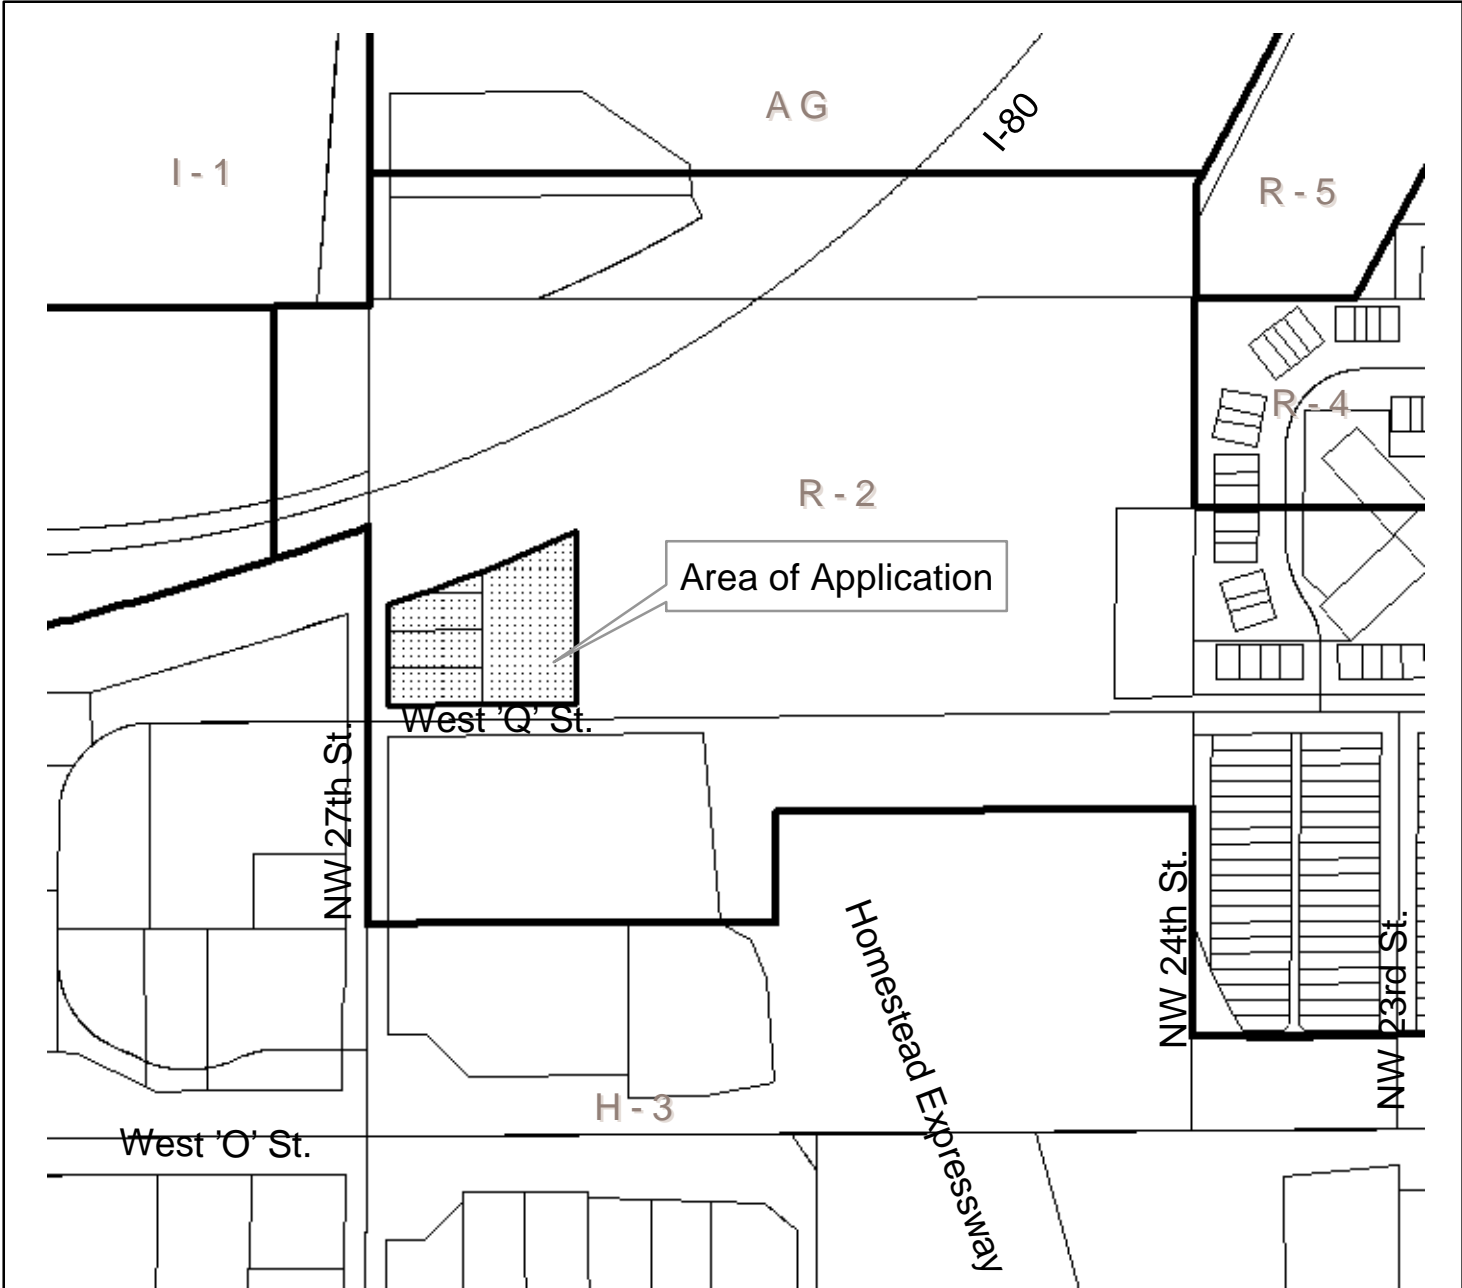 A G
I-80
I - 1
R - 5
R - 4
R - 2
Area of Application
West 'Q' St.
NW 27th St.
Homestead Expressway
NW 24th St.
NW 23rd St.
H - 3
West 'O' St.